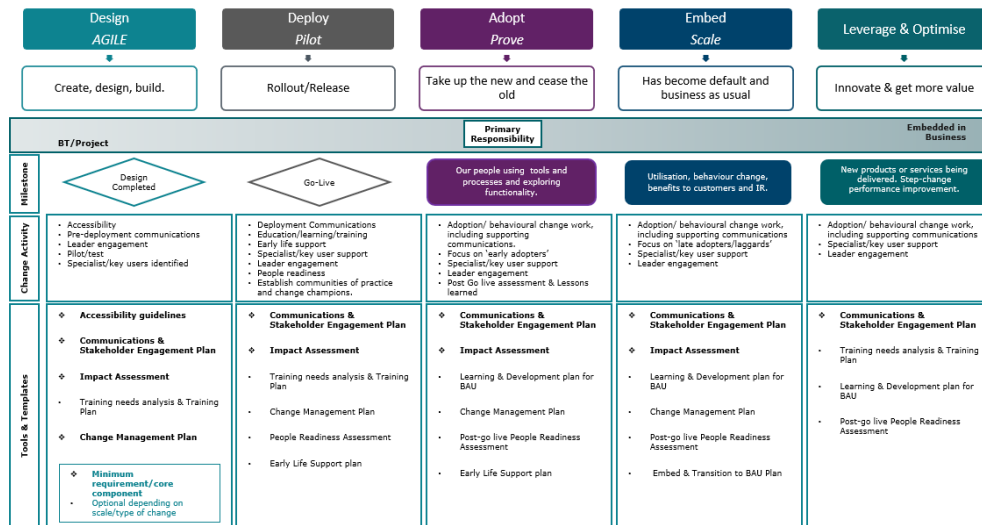 Design
AGILE
Deploy
Pilot
Adopt
Prove
Embed
Scale
Leverage & Optimise
Create, design, build.
Rollout/Release
Take up the new and cease the
old
Has become default and
business as usual
Innovate & get more value
BT/Project
Primary
Responsibility
Embedded in
Business
Milestone
Design
Completed
Go-Live
Our people using tools and
processes and exploring
functionality.
Utilisation, behaviour change,
benefits to customers and IR.
New products or services being
delivered. Step-change
performance improvement.
Change Activity
• Accessibility
• Pre-deployment communications
• Leader engagement
• Pilot/test
• Specialist/key users identified
• Deployment Communications
• Education/learning/training
• Early life support
• Specialist/key user support
• Leader engagement
• People readiness
• Establish communities of practice
and change champions.
• Adoption/ behavioural change work,
including supporting
communications.
• Focus on ‘early adopters’
• Specialist/key user support
• Leader engagement
• Post Go live assessment & Lessons
learned
• Adoption/ behavioural change work,
including supporting communications
• Focus on ‘late adopters/laggards’
• Specialist/key user support
• Leader engagement
• Adoption/ behavioural change work,
including supporting communications
• Specialist/key user support
• Leader engagement
Tools & Templates
❖ Accessibility guidelines
❖ Communications &
Stakeholder Engagement Plan
❖ Impact Assessment
• Training needs analysis & Training
Plan
❖ Change Management Plan
❖ Minimum
requirement/core
component
• Optional depending on
scale/type of change
❖ Communications &
Stakeholder Engagement Plan
❖ Impact Assessment
• Training needs analysis & Training
Plan
• Change Management Plan
• People Readiness Assessment
• Early Life Support plan
❖ Communications &
Stakeholder Engagement Plan
❖ Impact Assessment
• Learning & Development plan for
BAU
• Change Management Plan
• Post-go live People Readiness
Assessment
• Early Life Support plan
❖ Communications &
Stakeholder Engagement Plan
❖ Impact Assessment
• Learning & Development plan for
BAU
• Change Management Plan
• Post-go live People Readiness
Assessment
• Embed & Transition to BAU Plan
❖ Communications &
Stakeholder Engagement Plan
• Training needs analysis & Training
Plan
• Learning & Development plan for
BAU
• Post-go live People Readiness
Assessment